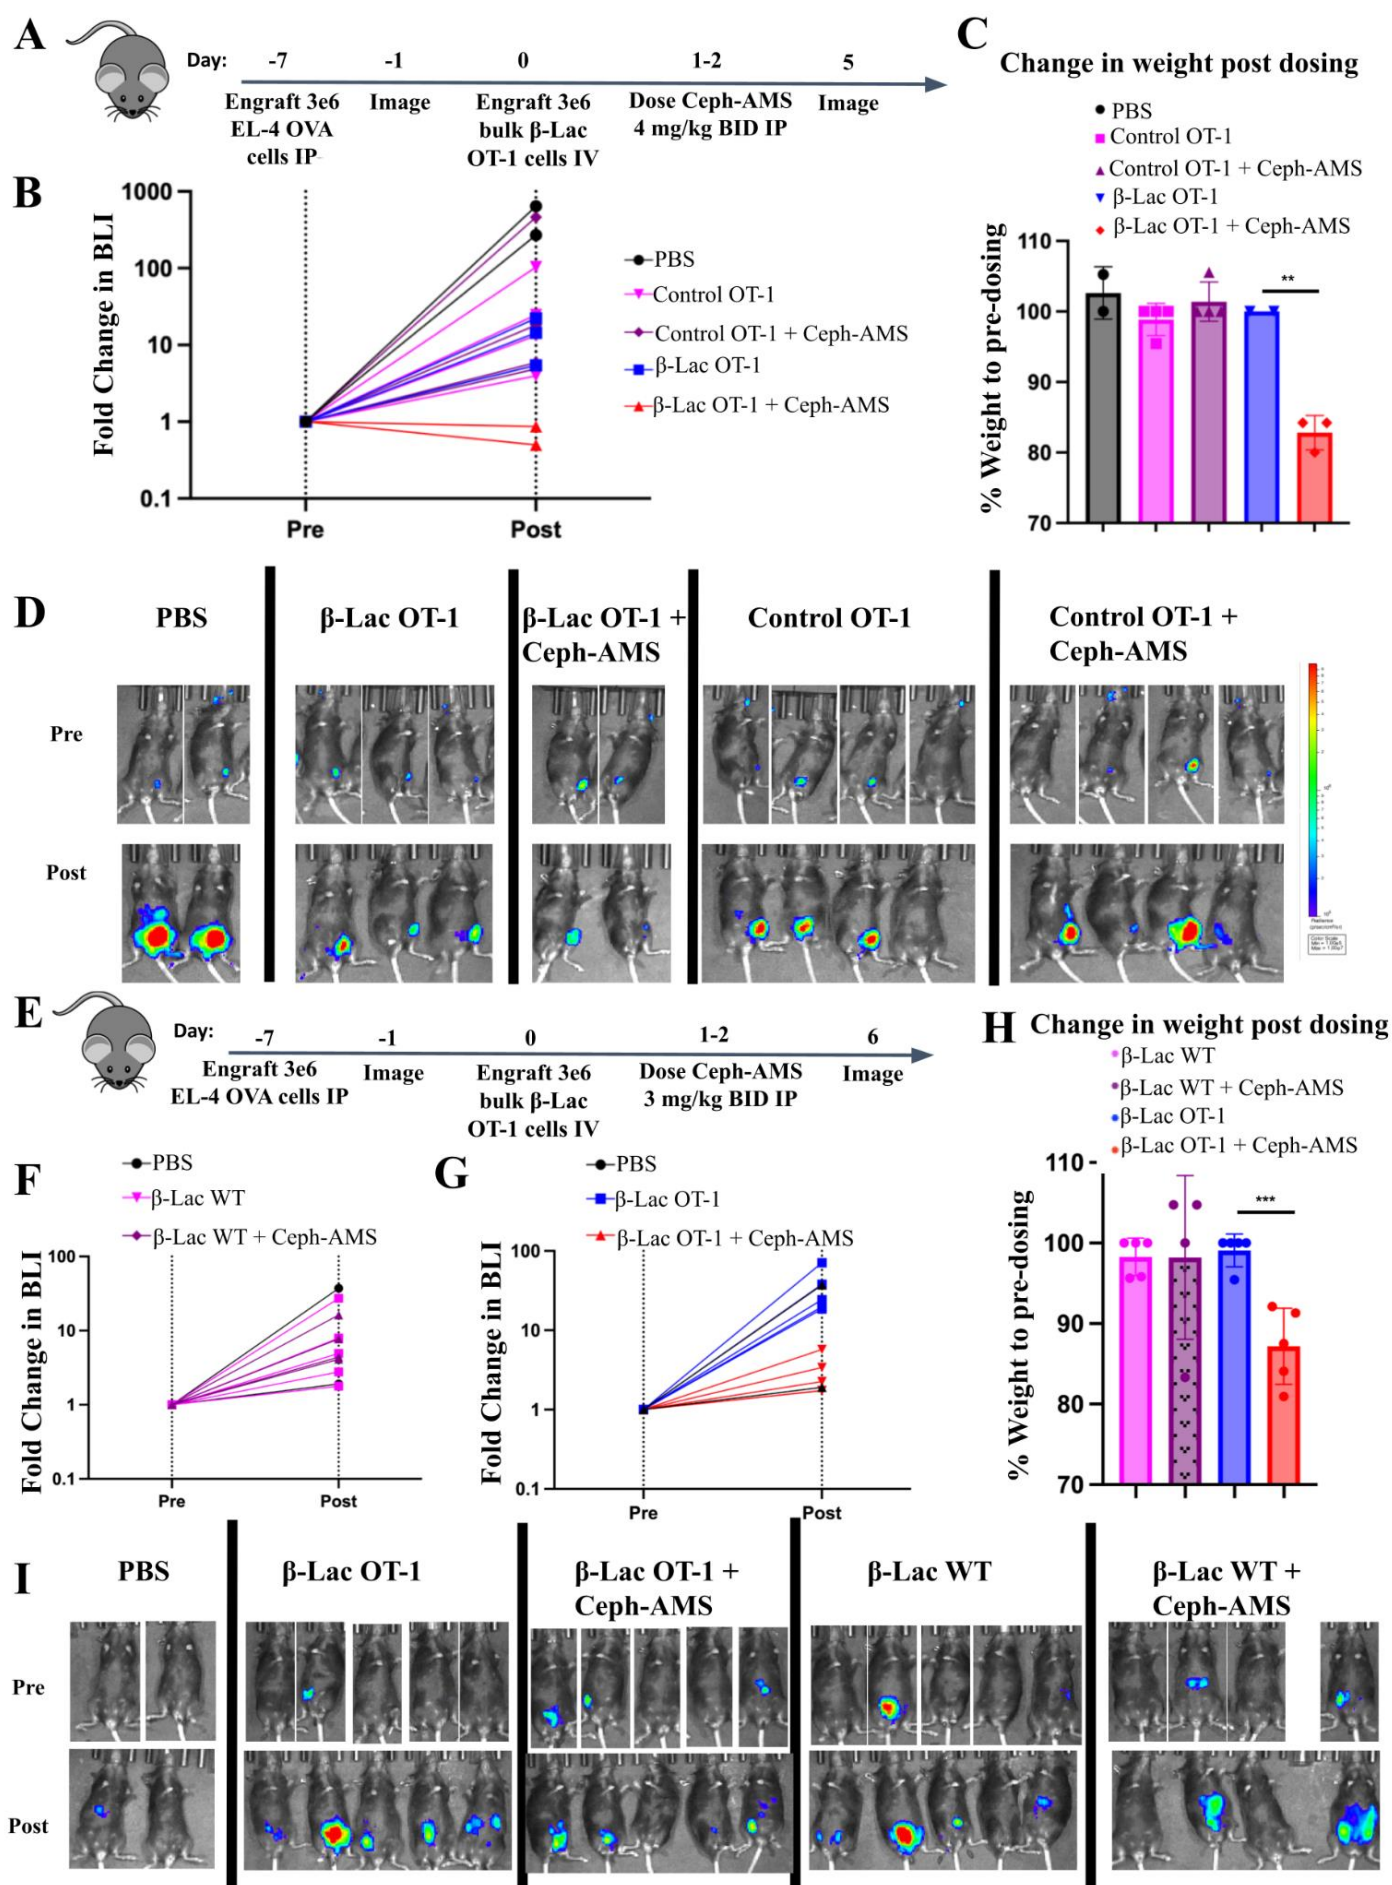 A
Day:
-7
-1
0
1-2
5
Engraft 3e6
EL-4 OVA
cells IP
Image
Engraft 3e6
bulk β-Lac
OT-1 cells IV
Dose Ceph-AMS
4 mg/kg BID IP
Image
B
Fold Change in BLI
1000
100
10
1
0.1
Pre
Post
PBS
Control OT-1
Control OT-1 + Ceph-AMS
β-Lac OT-1
β-Lac OT-1 + Ceph-AMS
C
Change in weight post dosing
PBS
Control OT-1
Control OT-1 + Ceph-AMS
β-Lac OT-1
β-Lac OT-1 + Ceph-AMS
% Weight to pre-dosing
110
100
90
80
70
**
D
PBS
β-Lac OT-1
β-Lac OT-1 +
Ceph-AMS
Control OT-1
Control OT-1 +
Ceph-AMS
Pre
Post
E
Day:
-7
-1
0
1-2
6
Engraft 3e6
EL-4 OVA cells IP
Image
Engraft 3e6
bulk β-Lac
OT-1 cells IV
Dose Ceph-AMS
3 mg/kg BID IP
Image
F
PBS
β-Lac WT
β-Lac WT + Ceph-AMS
Fold Change in BLI
100
10
1
0.1
Pre
Post
G
PBS
β-Lac OT-1
β-Lac OT-1 + Ceph-AMS
Fold Change in BLI
100
10
1
0.1
Pre
Post
H
Change in weight post dosing
β-Lac WT
β-Lac WT + Ceph-AMS
β-Lac OT-1
β-Lac OT-1 + Ceph-AMS
% Weight to pre-dosing
110
100
90
80
70
***
I
PBS
β-Lac OT-1
β-Lac OT-1 +
Ceph-AMS
β-Lac WT
β-Lac WT +
Ceph-AMS
Pre
Post